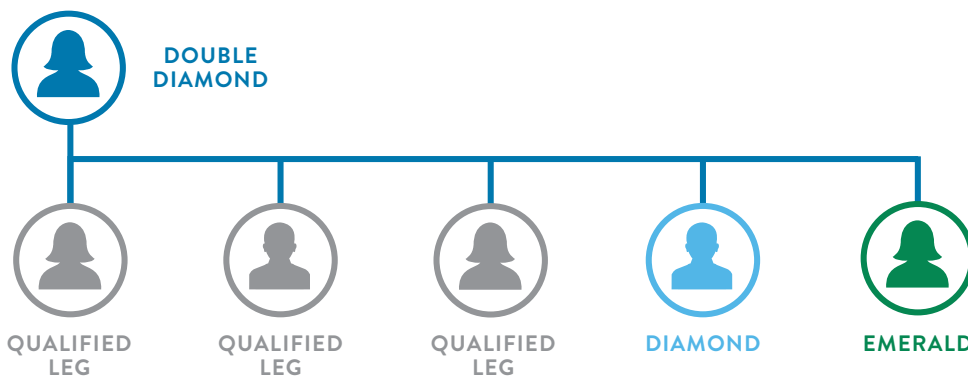 DOUBLE
DIAMOND
QUALIFIED
LEG
QUALIFIED
LEG
QUALIFIED
LEG
DIAMOND
EMERALD